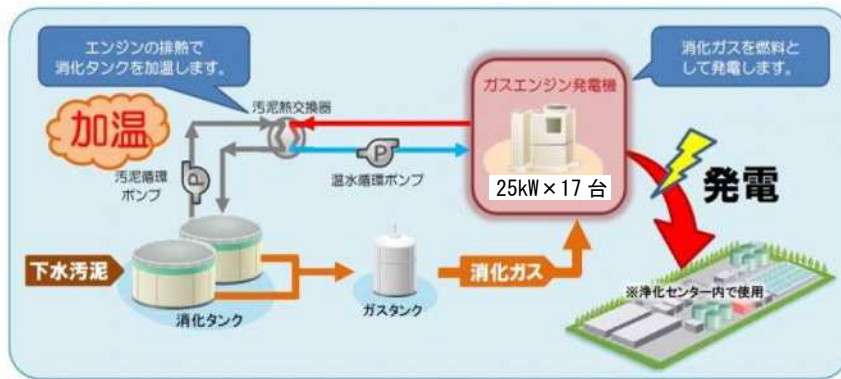 エンジンの排熱で
消化タンクを加温します。
消化ガスを燃料と
して発電します。
ガスエンジン発電機
汚泥熱交換器
加温
P
P
汚泥循環
ポンプ
温水循環ポンプ
25kW×17台
発電
下水汚泥
消化ガス
※浄化センター内で使用
消化タンク
ガスタンク